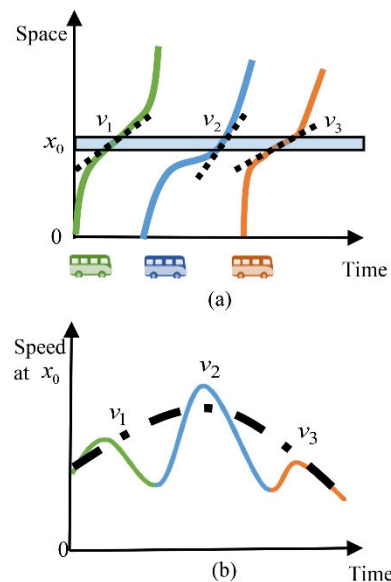 Space
v₁
v₂
v₃
x₀
0
Time
(a)
Speed
at x₀
v₁
v₂
v₃
0
(b)
Time